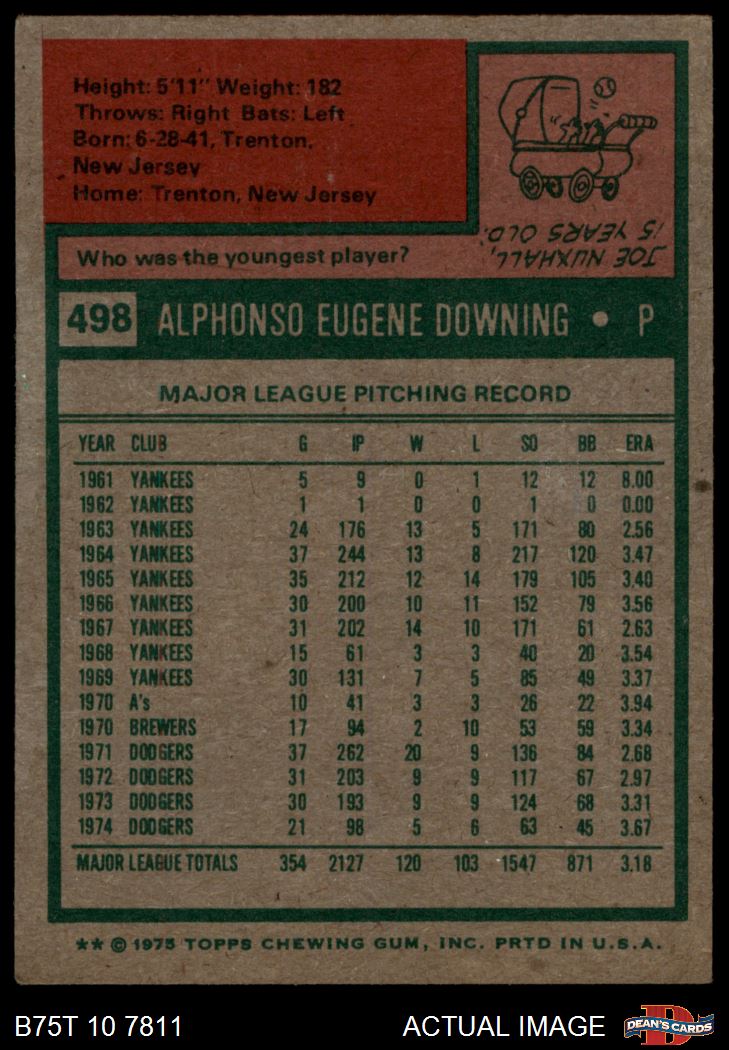 Height: 5'11" Weight: 182
Throws: Right Bats: Left
Born: 6-28-41, Trenton,
New Jersey
Home: Trenton, New Jersey
Who was the youngest player?
JOE NUXHALL,
15 YEARS OLD.
498 ALPHONSO EUGENE DOWNING • P
MAJOR LEAGUE PITCHING RECORD
YEAR CLUB G IP W L SO BB ERA
1961 YANKEES 5 9 0 1 12 12 8.00
1962 YANKEES 1 1 0 0 1 0 0.00
1963 YANKEES 24 176 13 5 171 80 2.56
1964 YANKEES 37 244 13 8 217 120 3.47
1965 YANKEES 35 212 12 14 179 105 3.40
1966 YANKEES 30 200 10 11 152 79 3.56
1967 YANKEES 31 202 14 10 171 61 2.63
1968 YANKEES 15 61 3 3 40 20 3.54
1969 YANKEES 30 131 7 5 85 49 3.37
1970 A's 10 41 3 3 26 22 3.94
1970 BREWERS 17 94 2 10 53 59 3.34
1971 DODGERS 37 262 20 9 136 84 2.68
1972 DODGERS 31 203 9 9 117 67 2.97
1973 DODGERS 30 193 9 9 124 68 3.31
1974 DODGERS 21 98 5 6 63 45 3.67
MAJOR LEAGUE TOTALS 354 2127 120 103 1547 871 3.18
** © 1975 TOPPS CHEWING GUM, INC. PRTD IN U.S.A.
B75T 10 7811 ACTUAL IMAGE DEAN'S CARDS